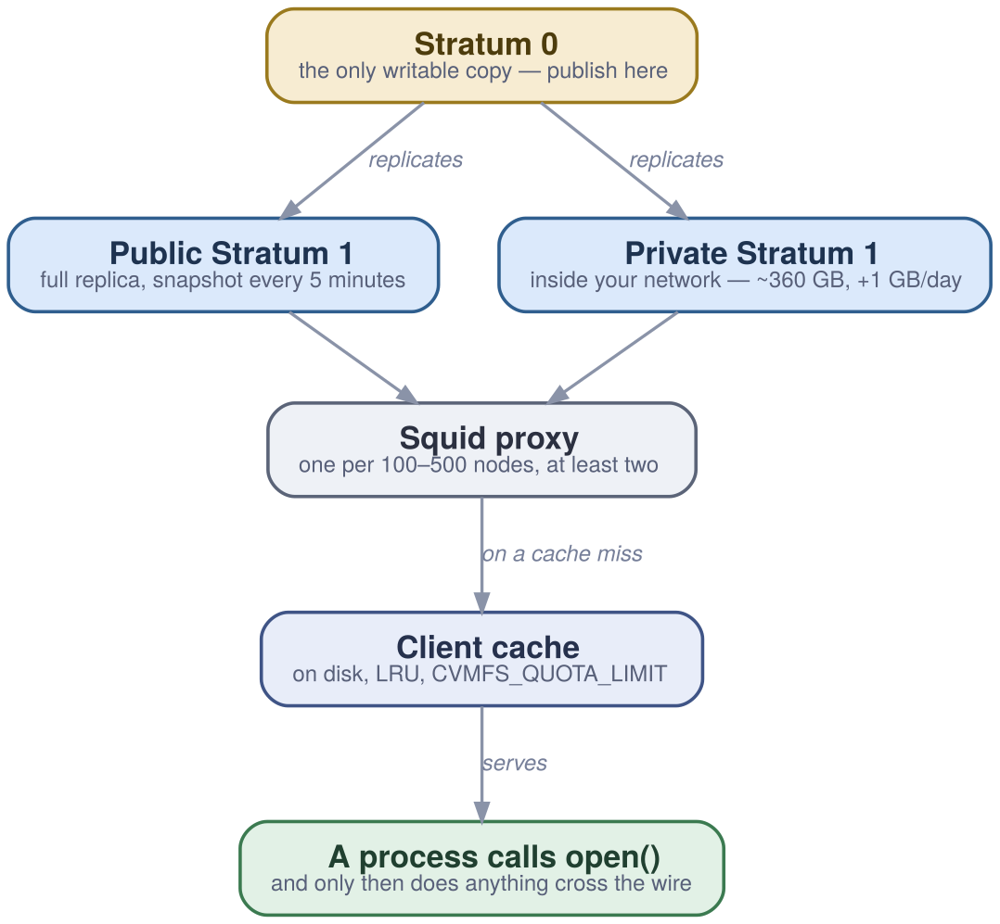 Stratum 0
the only writable copy — publish here
replicates
replicates
Public Stratum 1
full replica, snapshot every 5 minutes
Private Stratum 1
inside your network — ~360 GB, +1 GB/day
Squid proxy
one per 100–500 nodes, at least two
on a cache miss
Client cache
on disk, LRU, CVMFS_QUOTA_LIMIT
serves
A process calls open()
and only then does anything cross the wire